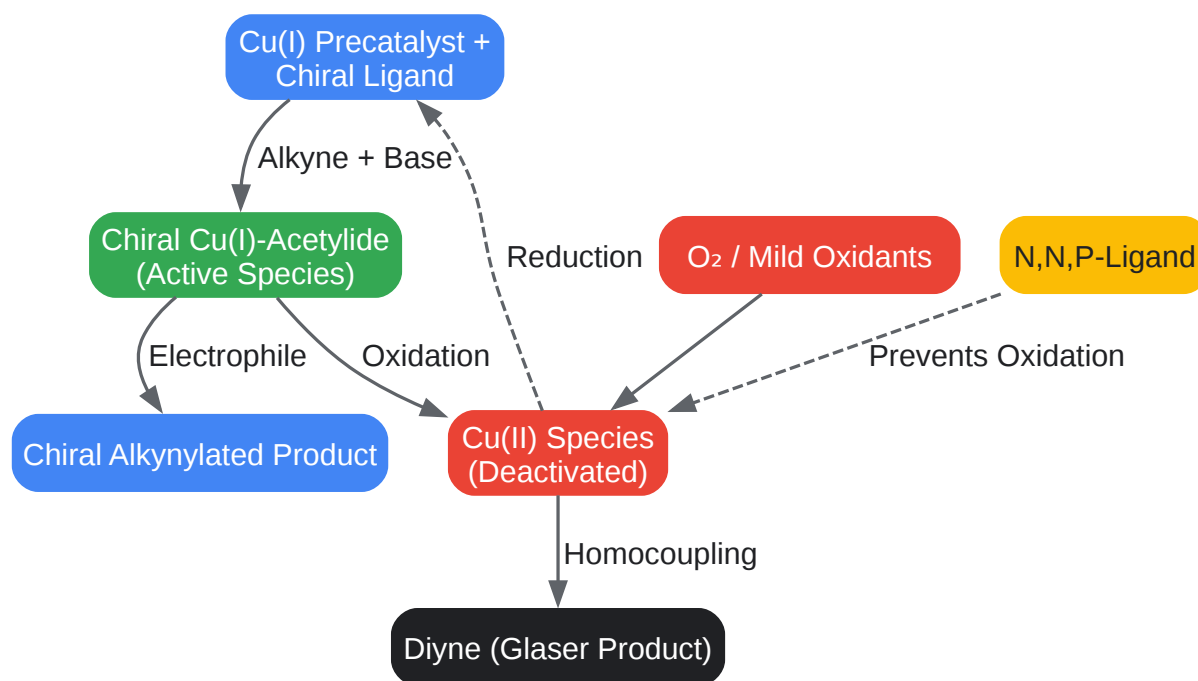 Cu(I) Precatalyst +
Chiral Ligand
Alkyne + Base
Chiral Cu(I)-Acetylide
(Active Species)
Reduction
O₂ / Mild Oxidants
N,N,P-Ligand
Electrophile
Oxidation
Prevents Oxidation
Chiral Alkynylated Product
Cu(II) Species
(Deactivated)
Homocoupling
Diyne (Glaser Product)